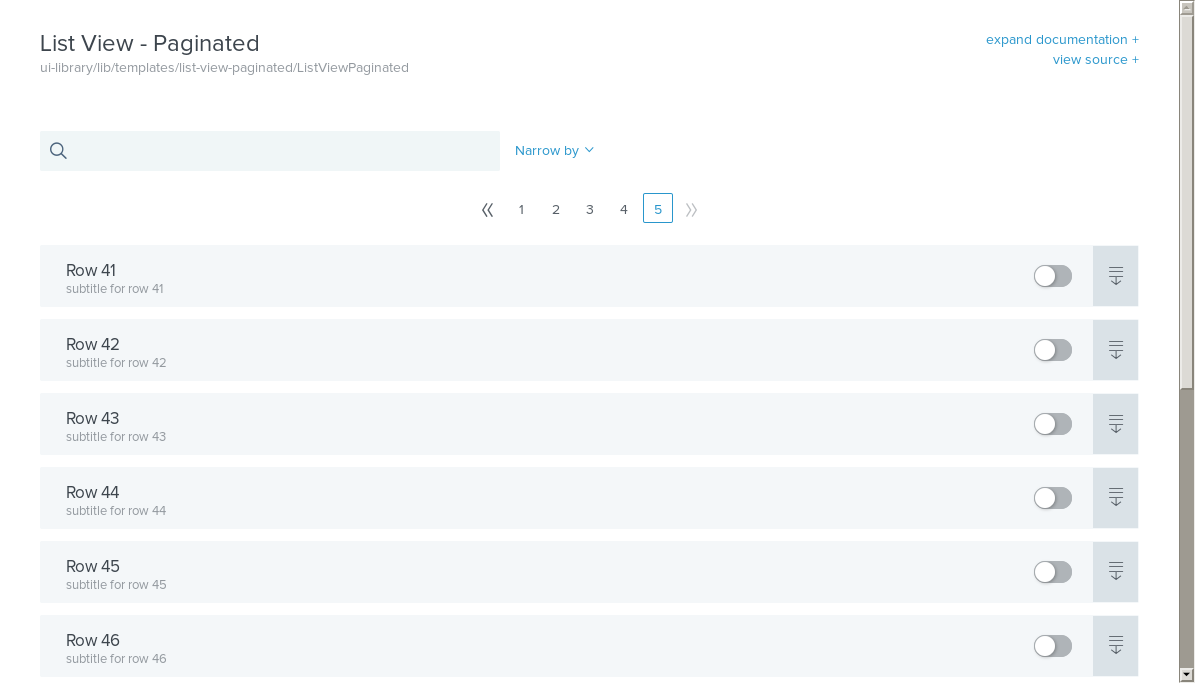 List View - Paginated
ui-library/lib/templates/list-view-paginated/ListViewPaginated
expand documentation +
view source +
Narrow by
1 2 3 4 5
Row 41
subtitle for row 41
Row 42
subtitle for row 42
Row 43
subtitle for row 43
Row 44
subtitle for row 44
Row 45
subtitle for row 45
Row 46
subtitle for row 46